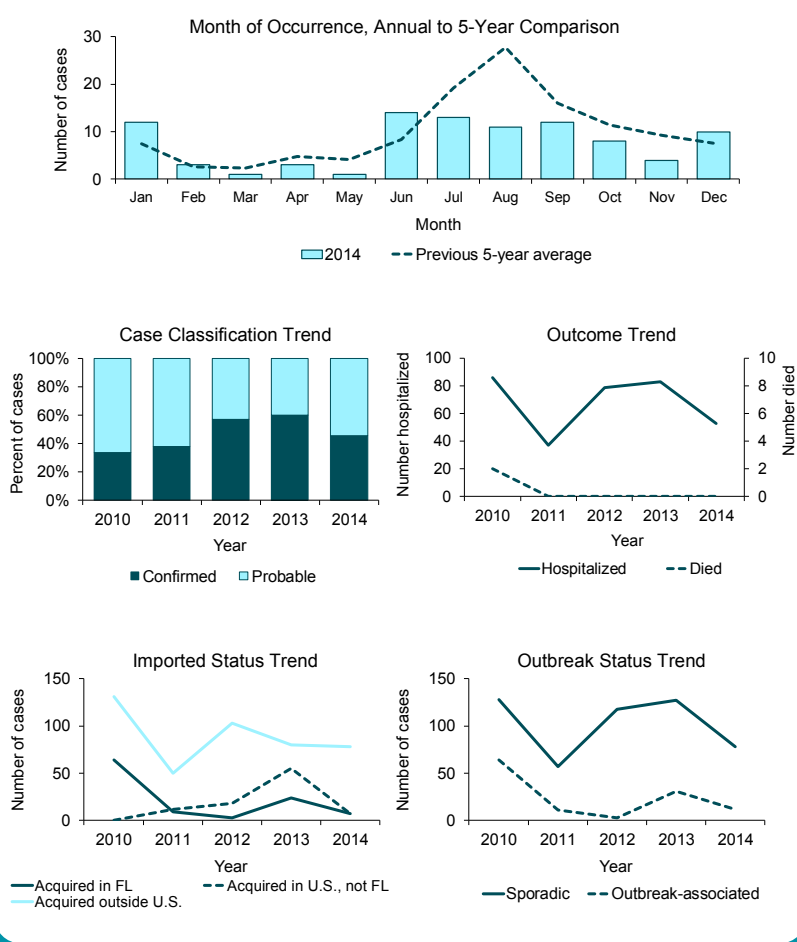 Month of Occurrence, Annual to 5-Year Comparison
Number of cases
30
20
10
0
Jan Feb Mar Apr May Jun Jul Aug Sep Oct Nov Dec
Month
2014 Previous 5-year average
Case Classification Trend
Percent of cases
100%
80%
60%
40%
20%
0%
2010 2011 2012 2013 2014
Year
Confirmed Probable
Outcome Trend
Number hospitalized
100
80
60
40
20
0
Number died
10
8
6
4
2
0
2010 2011 2012 2013 2014
Year
Hospitalized Died
Imported Status Trend
Number of cases
150
100
50
0
2010 2011 2012 2013 2014
Year
Acquired in FL Acquired in U.S., not FL
Acquired outside U.S.
Outbreak Status Trend
Number of cases
150
100
50
0
2010 2011 2012 2013 2014
Year
Sporadic Outbreak-associated